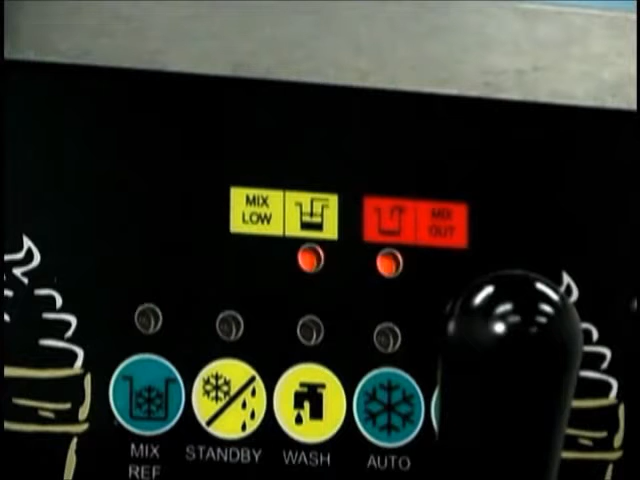 MIX
LOW
MIX
OUT
MIX
REF
STANDBY
WASH
AUTO